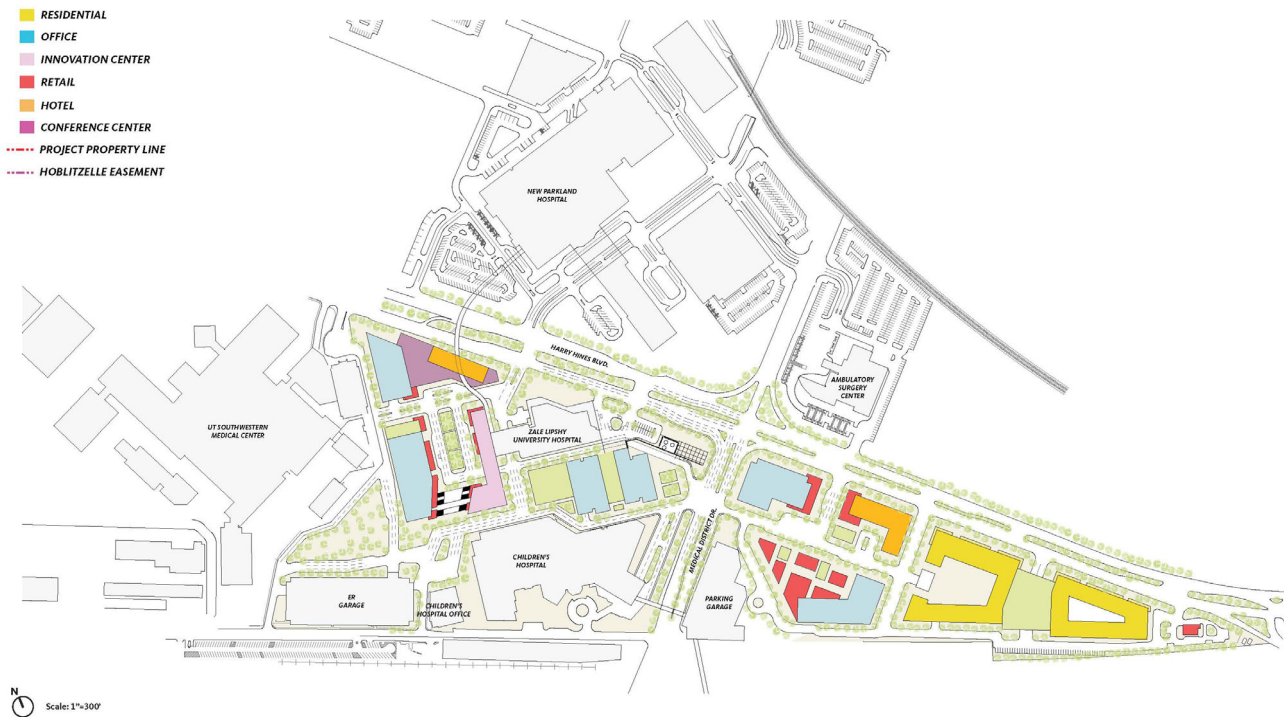 RESIDENTIAL
OFFICE
INNOVATION CENTER
RETAIL
HOTEL
CONFERENCE CENTER
PROJECT PROPERTY LINE
HOBLITZELLE EASEMENT
NEW PARKLAND
HOSPITAL
HARRY HINES BLVD.
AMBULATORY
SURGERY
CENTER
UT SOUTHWESTERN
MEDICAL CENTER
ZALE LIPSHY
UNIVERSITY HOSPITAL
MEDICAL DISTRICT DR.
CHILDREN'S
HOSPITAL
ER
GARAGE
CHILDREN'S
HOSPITAL OFFICE
PARKING
GARAGE
N
Scale: 1"=300'